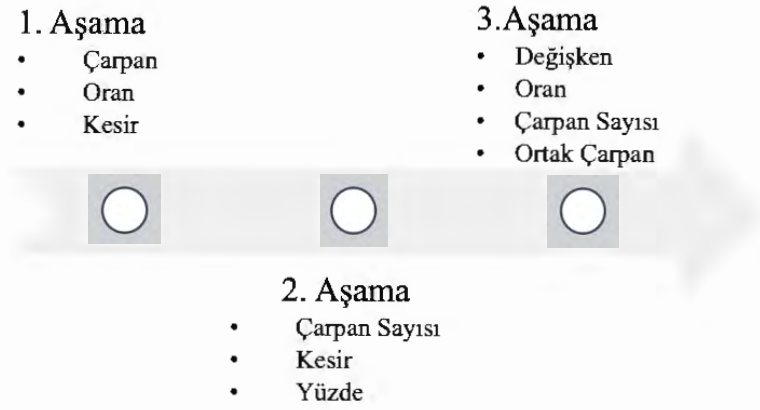 1. Aşama
• Çarpan
• Oran
• Kesir
3.Aşama
• Değişken
• Oran
• Çarpan Sayısı
• Ortak Çarpan
2. Aşama
• Çarpan Sayısı
• Kesir
• Yüzde